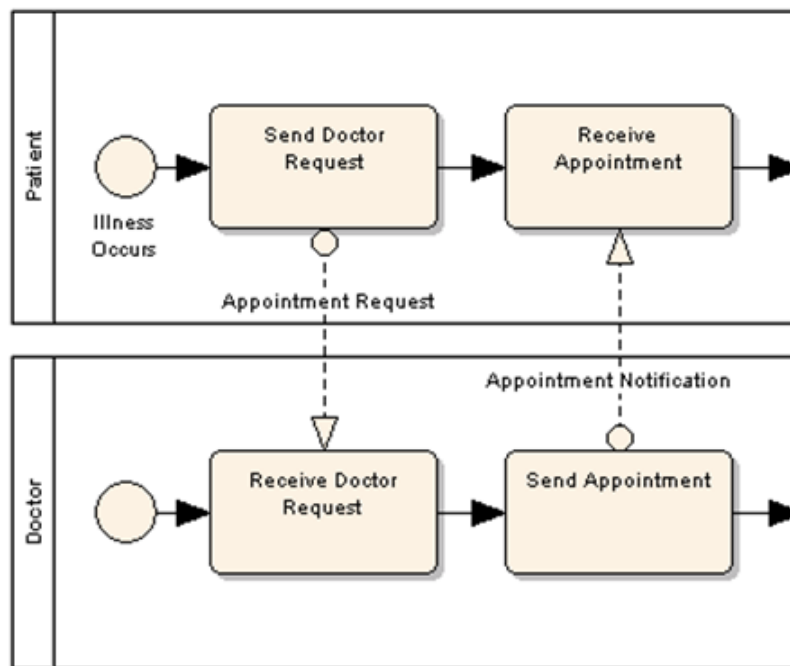 Patient
Send Doctor
Request
Receive
Appointment
Illness
Occurs
Appointment Request
Doctor
Appointment Notification
Receive Doctor
Request
Send Appointment